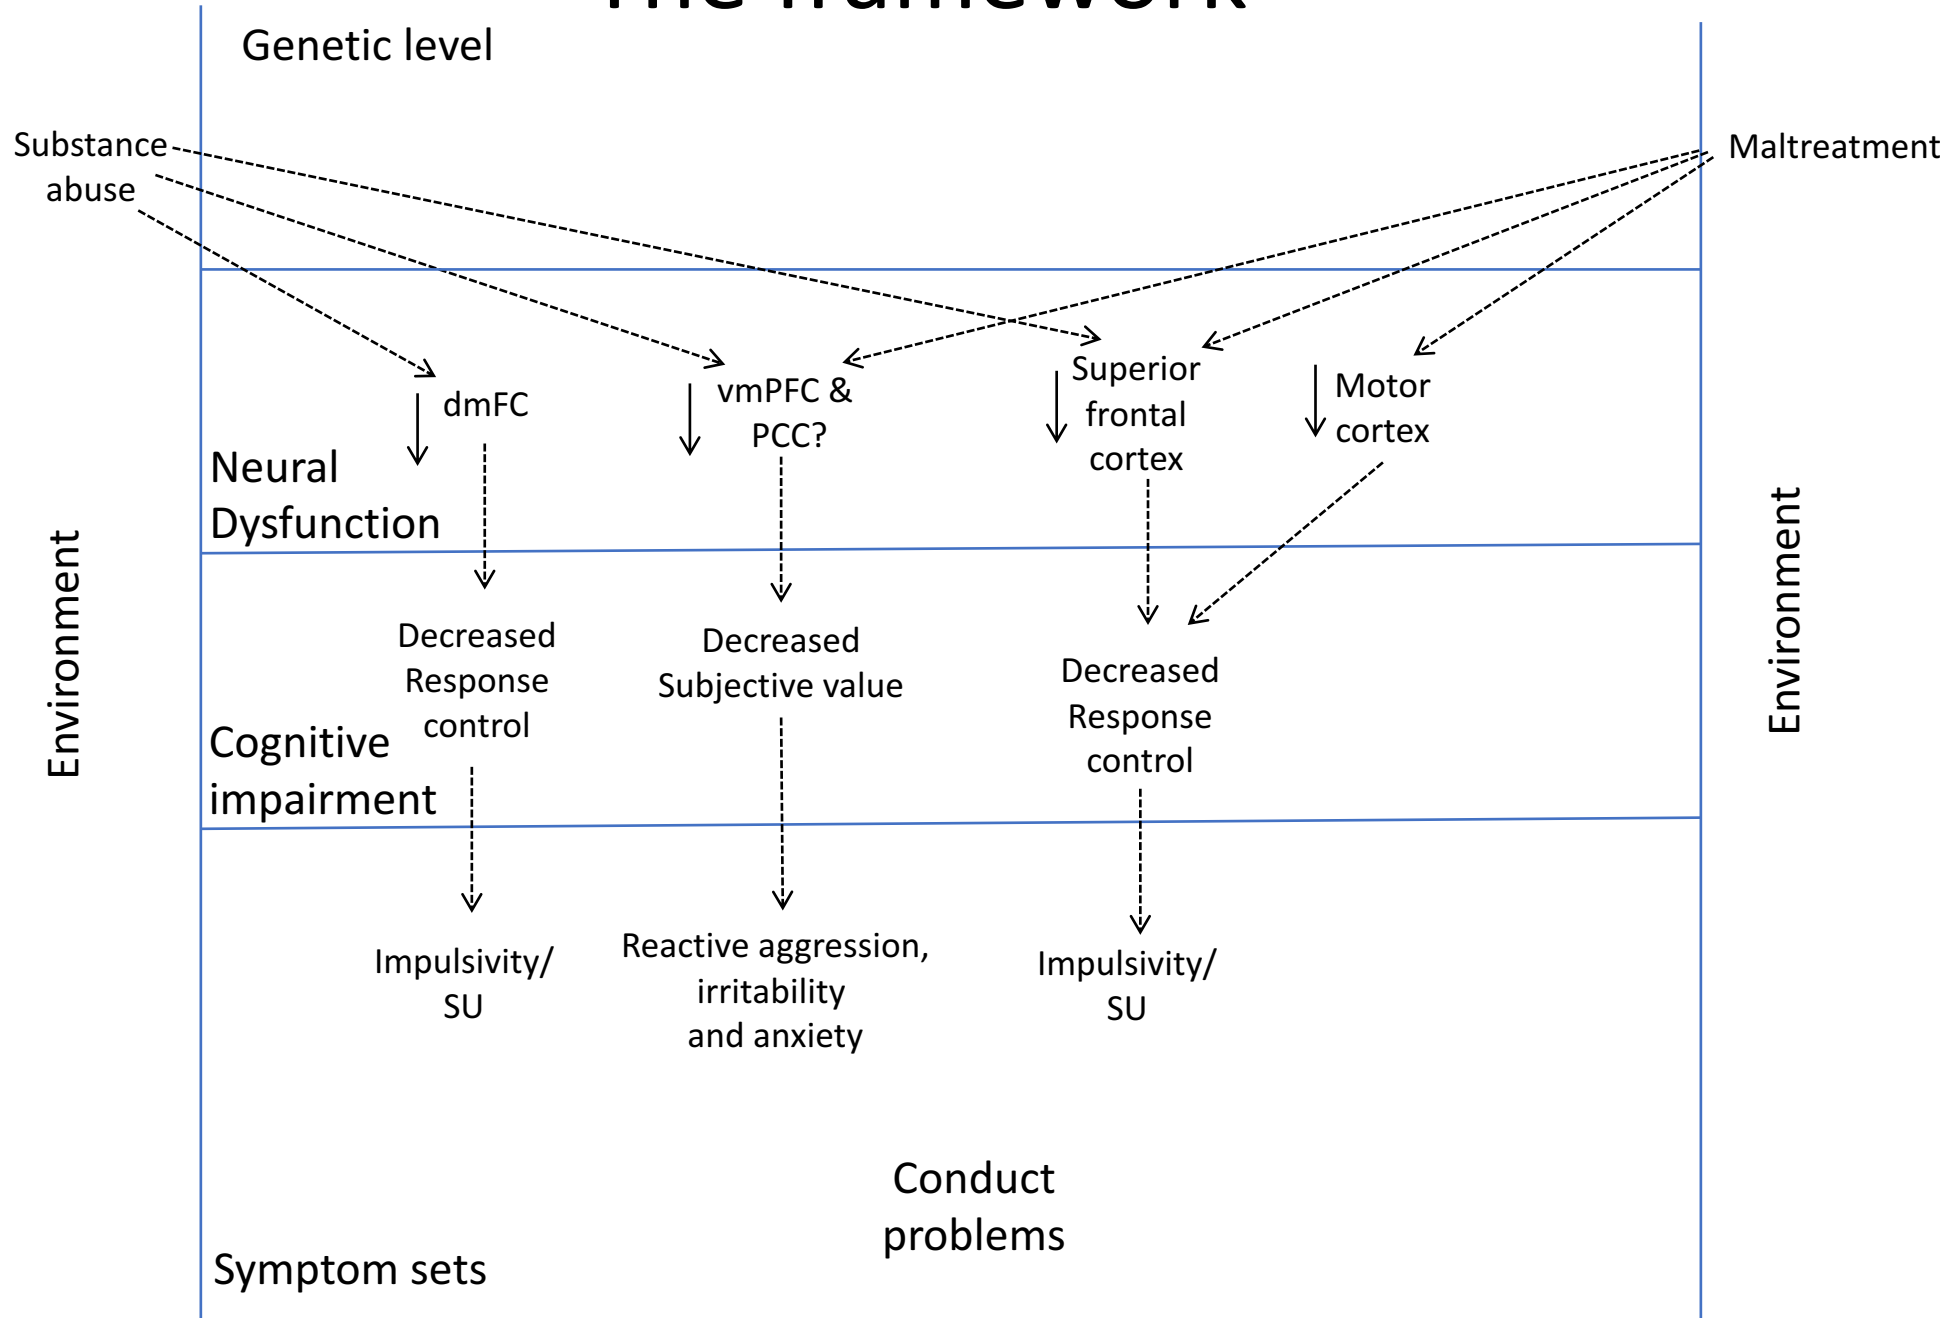 The framework
Genetic level
Substance
abuse
Maltreatment
dmFC
vmPFC &
PCC?
Superior
frontal
cortex
Motor
cortex
Neural
Dysfunction
Environment
Environment
Decreased
Response
control
Decreased
Subjective value
Decreased
Response
control
Cognitive
impairment
Impulsivity/
SU
Reactive aggression,
irritability
and anxiety
Impulsivity/
SU
Conduct
problems
Symptom sets